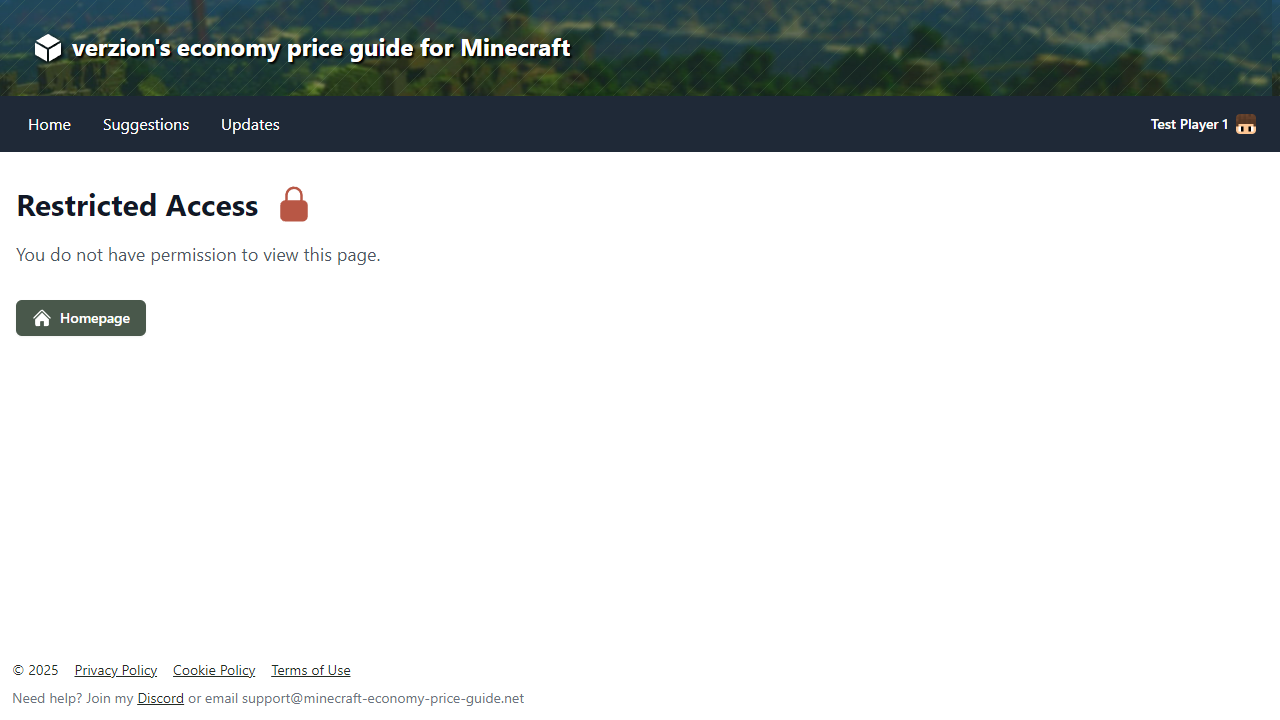 verzion's economy price guide for Minecraft
Home Suggestions Updates Test Player 1
Restricted Access
You do not have permission to view this page.
Homepage
© 2025 Privacy Policy Cookie Policy Terms of Use
Need help? Join my Discord or email support@minecraft-economy-price-guide.net